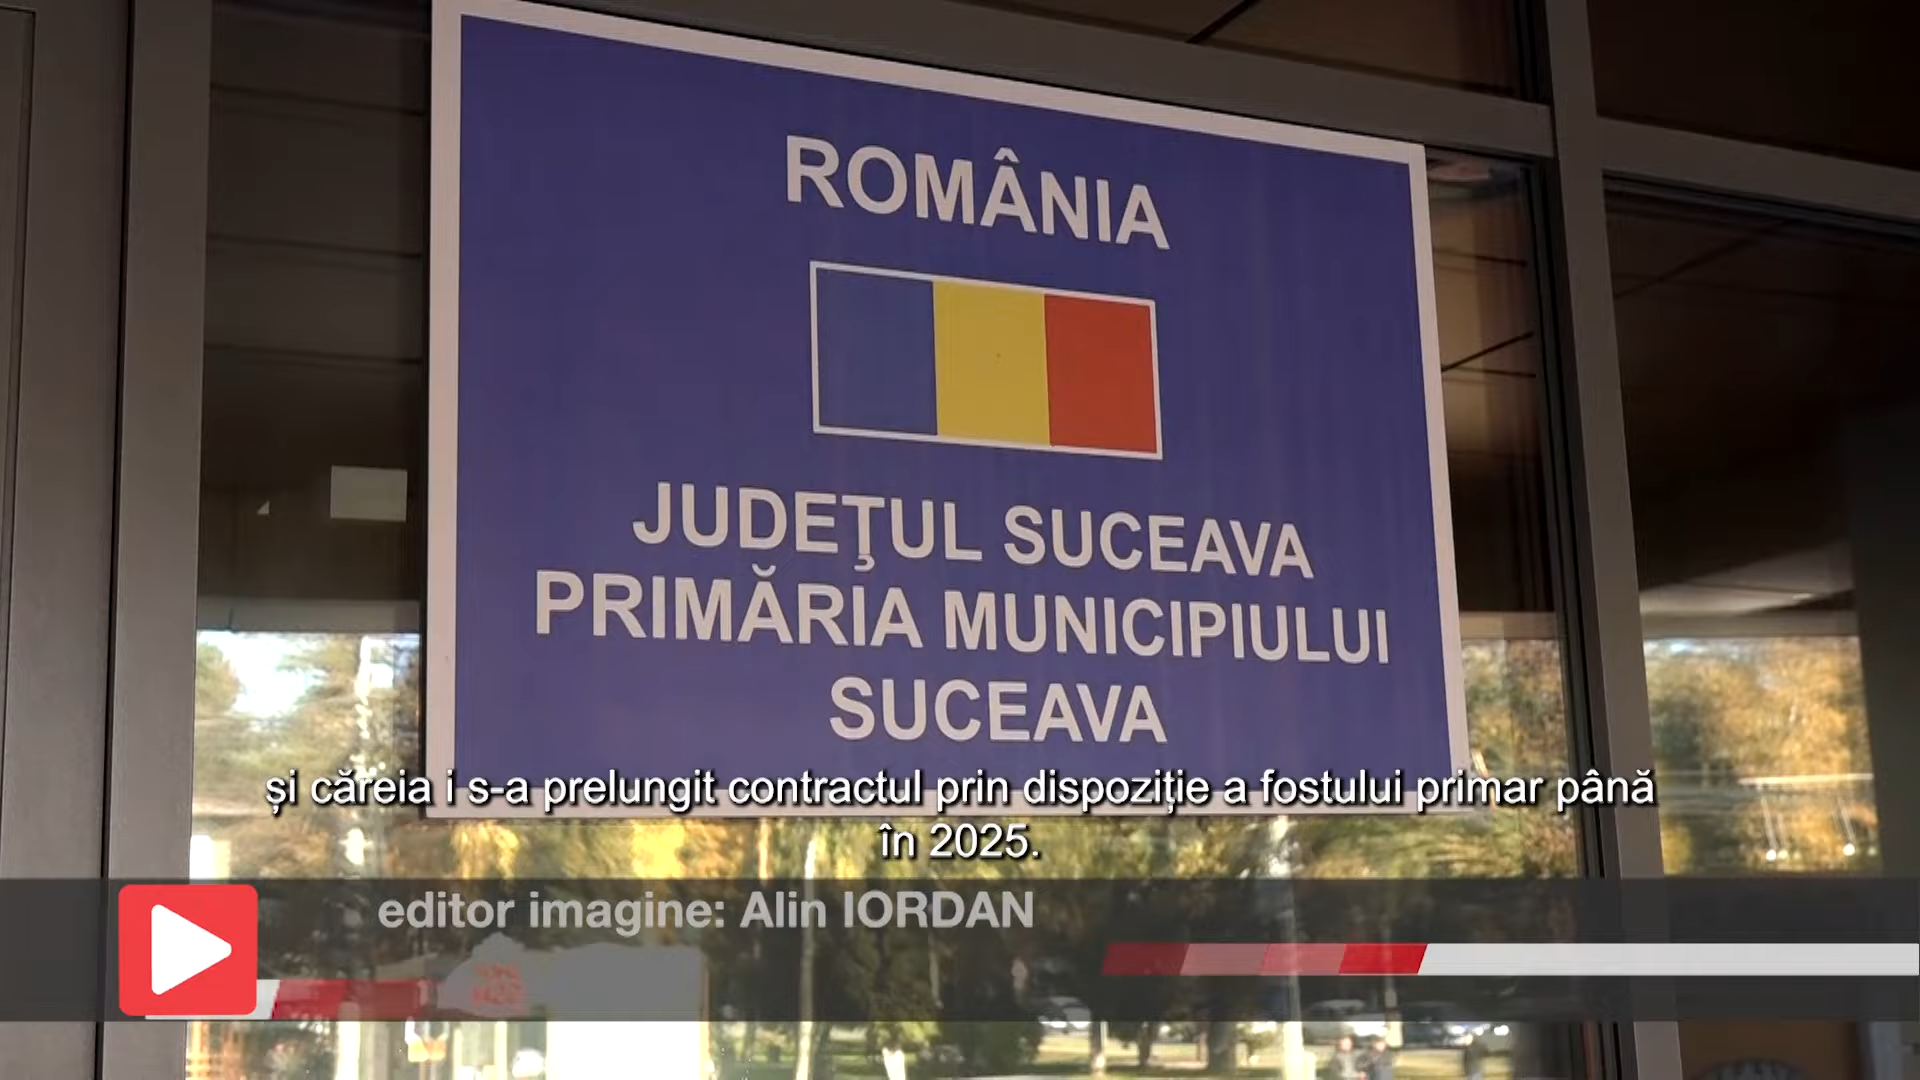 ROMÂNIA
JUDEŢUL SUCEAVA
PRIMĂRIA MUNICIPIULUI
SUCEAVA
și căreia i s-a prelungit contractul prin dispoziție a fostului primar până
în 2025.
editor imagine: Alin IORDAN